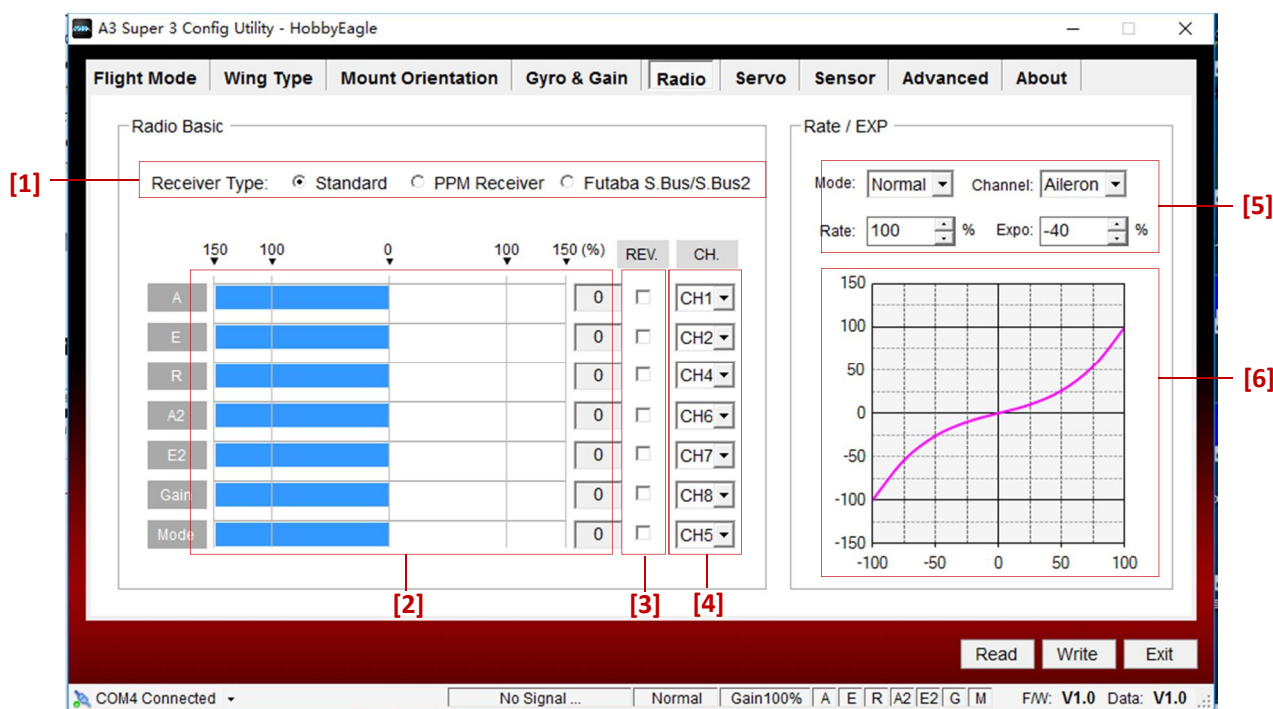 A3 Super 3 Config Utility - HobbyEagle
Flight Mode Wing Type Mount Orientation Gyro & Gain Radio Servo Sensor Advanced About
Radio Basic
[1]
Receiver Type: Standard PPM Receiver Futaba S.Bus/S.Bus2
150 100 0 100 150 (%) REV. CH.
A 0 CH1
E 0 CH2
R 0 CH4
A2 0 CH6
E2 0 CH7
Gain 0 CH8
Mode 0 CH5
[2] [3] [4]
Rate / EXP
Mode: Normal Channel: Aileron
[5]
Rate: 100 % Expo: -40 %
150
100
50
0
-50
-100
-150
-100 -50 0 50 100
[6]
Read Write Exit
COM4 Connected No Signal ... Normal Gain100% A E R A2 E2 G M F/W: V1.0 Data: V1.0